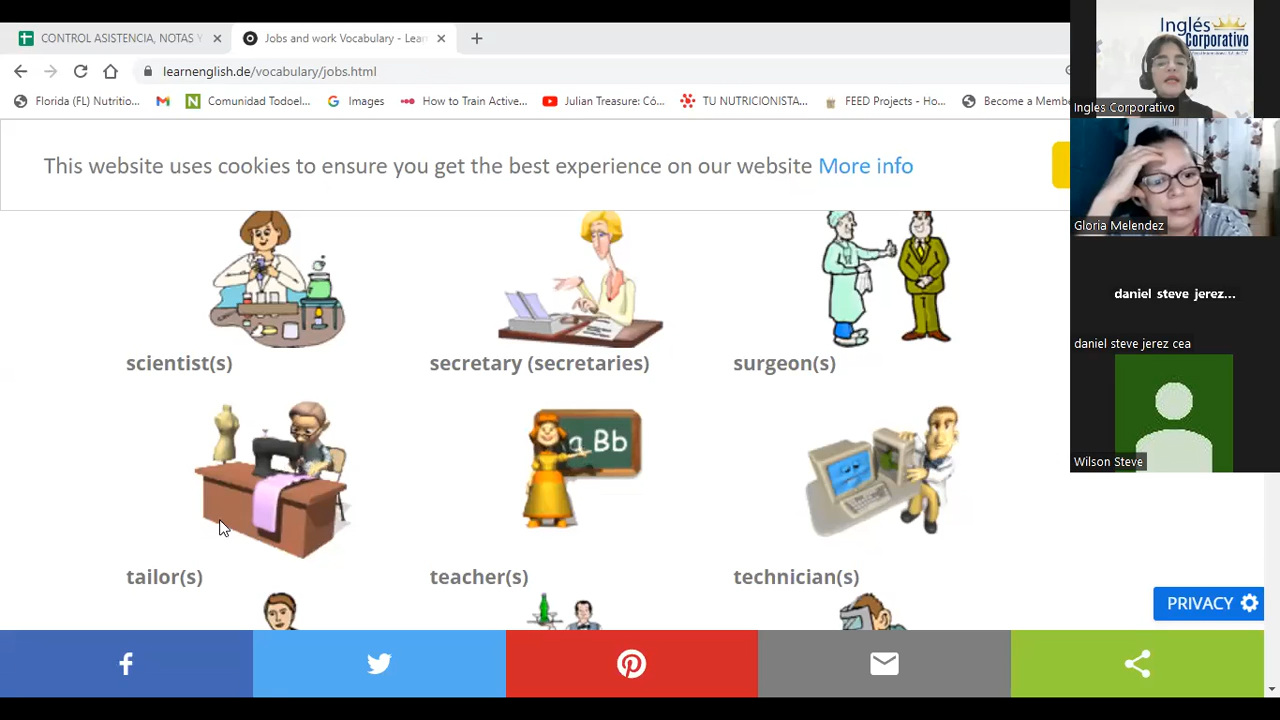 CONTROL ASISTENCIA, NOTAS Y
Jobs and work Vocabulary - Lear
learnenglish.de/vocabulary/jobs.html
Florida (FL) Nutritio...
Comunidad Todoel...
Images
How to Train Active...
Julian Treasure: Có...
TU NUTRICIONISTA...
FEED Projects - Ho...
Become a Memb
This website uses cookies to ensure you get the best experience on our website More info
scientist(s)
secretary (secretaries)
surgeon(s)
a Bb
tailor(s)
teacher(s)
technician(s)
PRIVACY
Inglés
Corporativo
Ingles Corporativo
Gloria Melendez
daniel steve jerez...
daniel steve jerez cea
Wilson Steve